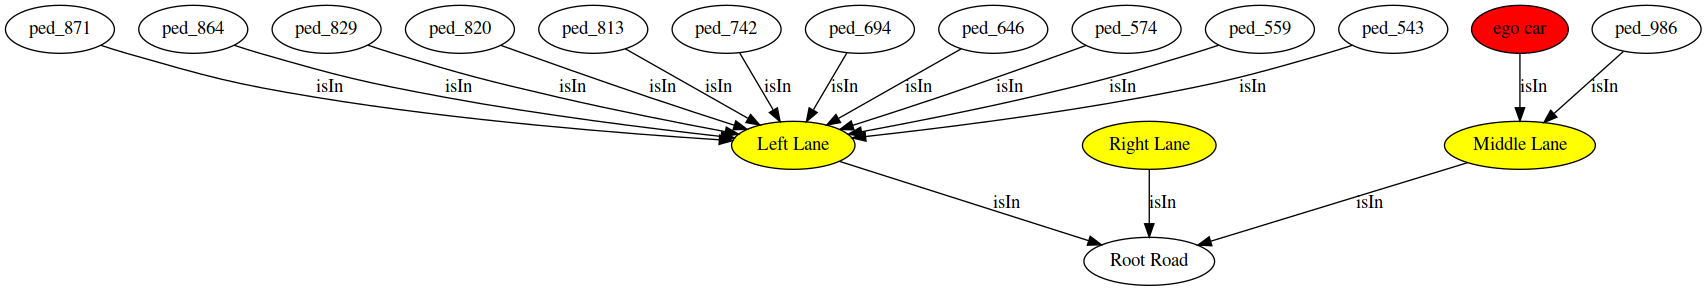 ped_871 ped_864 ped_829 ped_820 ped_813 ped_742 ped_694 ped_646 ped_574 ped_559 ped_543 ego car ped_986
isIn isIn isIn isIn isIn isIn isIn isIn isIn isIn isIn isIn isIn
Left Lane Right Lane Middle Lane
isIn isIn isIn
Root Road